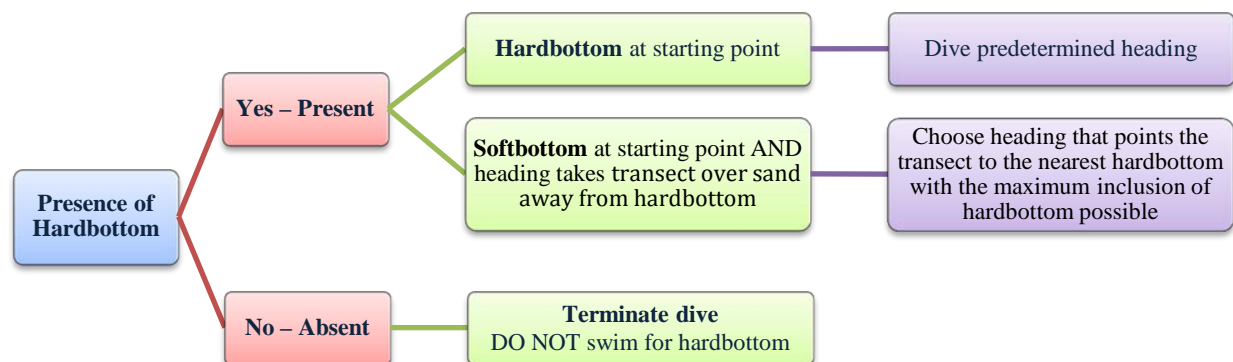 Presence of
Hardbottom
Yes – Present
Hardbottom at starting point
Dive predetermined heading
Softbottom at starting point AND
heading takes transect over sand
away from hardbottom
Choose heading that points the
transect to the nearest hardbottom
with the maximum inclusion of
hardbottom possible
No – Absent
Terminate dive
DO NOT swim for hardbottom